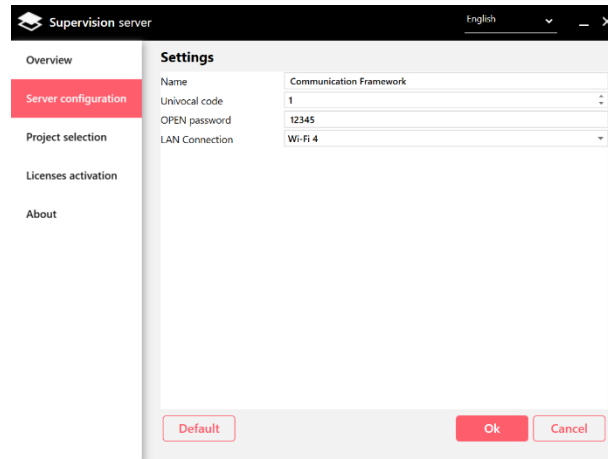 Supervision server
English
Overview
Server configuration
Project selection
Licenses activation
About
Settings
Name Communication Framework
Univocal code 1
OPEN password 12345
LAN Connection Wi-Fi 4
Default Ok Cancel